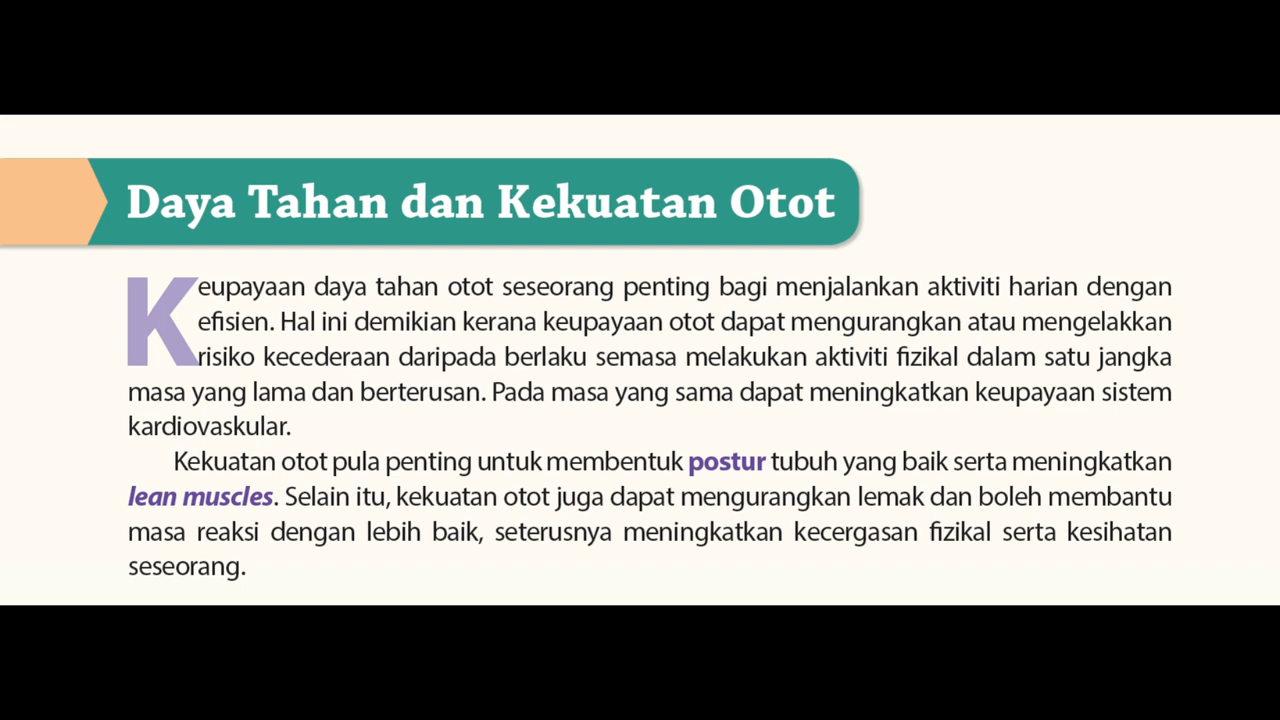 Daya Tahan dan Kekuatan Otot
Keupayaan daya tahan otot seseorang penting bagi menjalankan aktiviti harian dengan
efisien. Hal ini demikian kerana keupayaan otot dapat mengurangkan atau mengelakkan
risiko kecederaan daripada berlaku semasa melakukan aktiviti fizikal dalam satu jangka
masa yang lama dan berterusan. Pada masa yang sama dapat meningkatkan keupayaan sistem
kardiovaskular.
Kekuatan otot pula penting untuk membentuk postur tubuh yang baik serta meningkatkan
lean muscles. Selain itu, kekuatan otot juga dapat mengurangkan lemak dan boleh membantu
masa reaksi dengan lebih baik, seterusnya meningkatkan kecergasan fizikal serta kesihatan
seseorang.